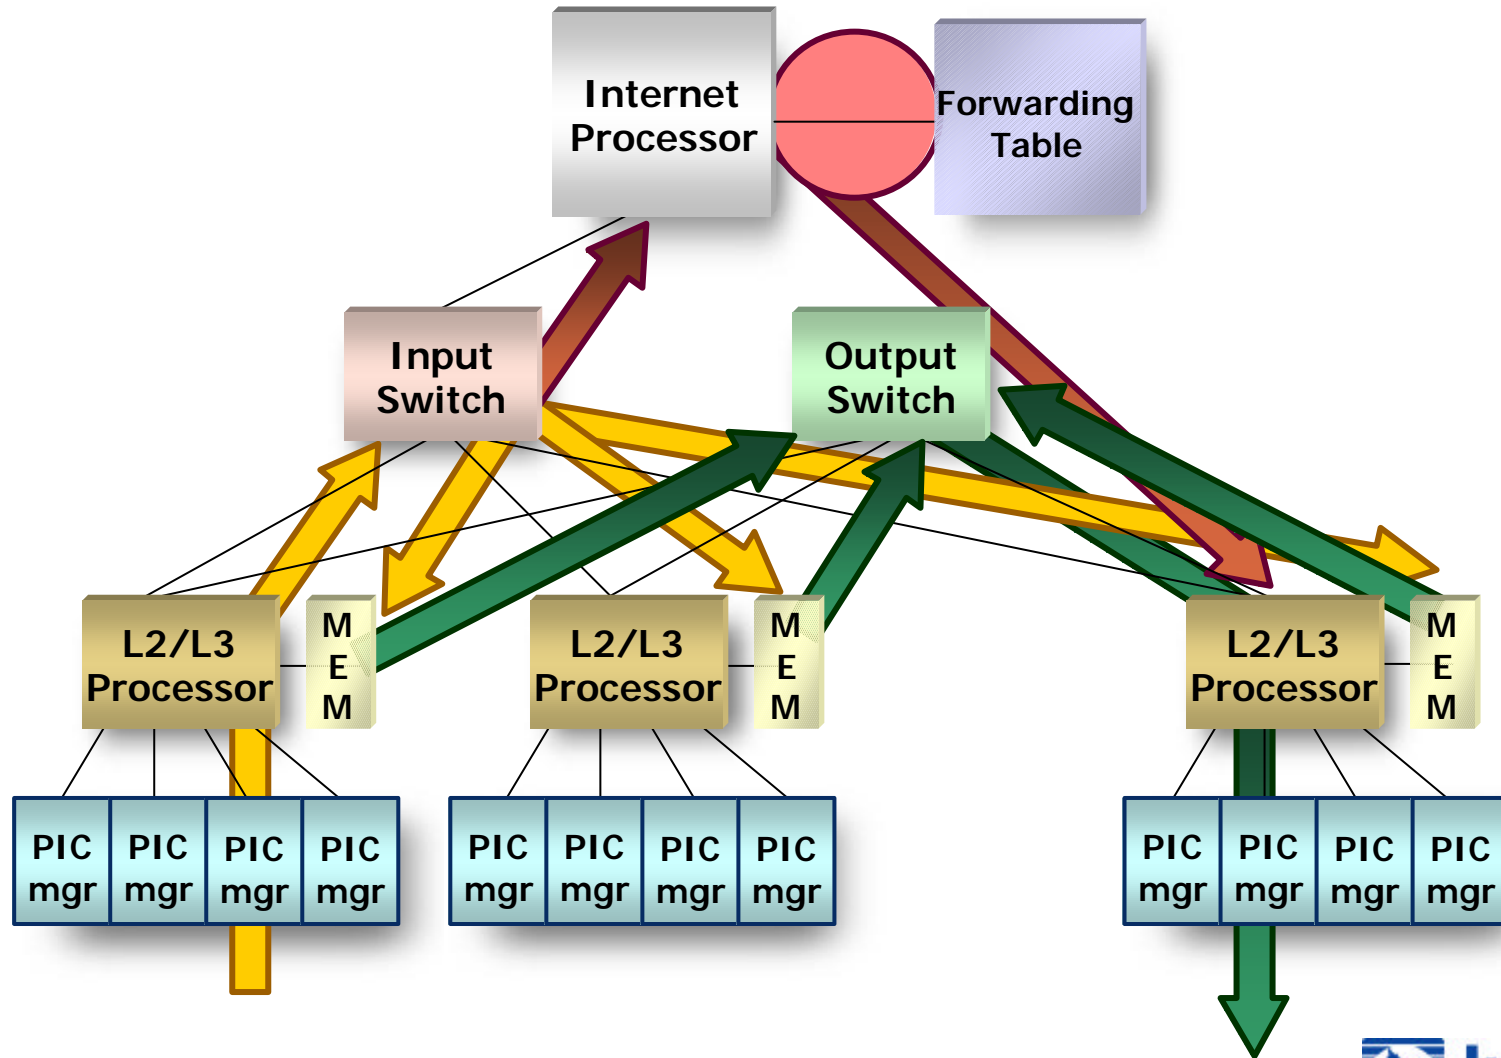 Internet
Processor
Forwarding
Table
Input
Switch
Output
Switch
L2/L3
Processor
M
E
M
L2/L3
Processor
M
E
M
L2/L3
Processor
M
E
M
PIC
mgr
PIC
mgr
PIC
mgr
PIC
mgr
PIC
mgr
PIC
mgr
PIC
mgr
PIC
mgr
PIC
mgr
PIC
mgr
PIC
mgr
PIC
mgr